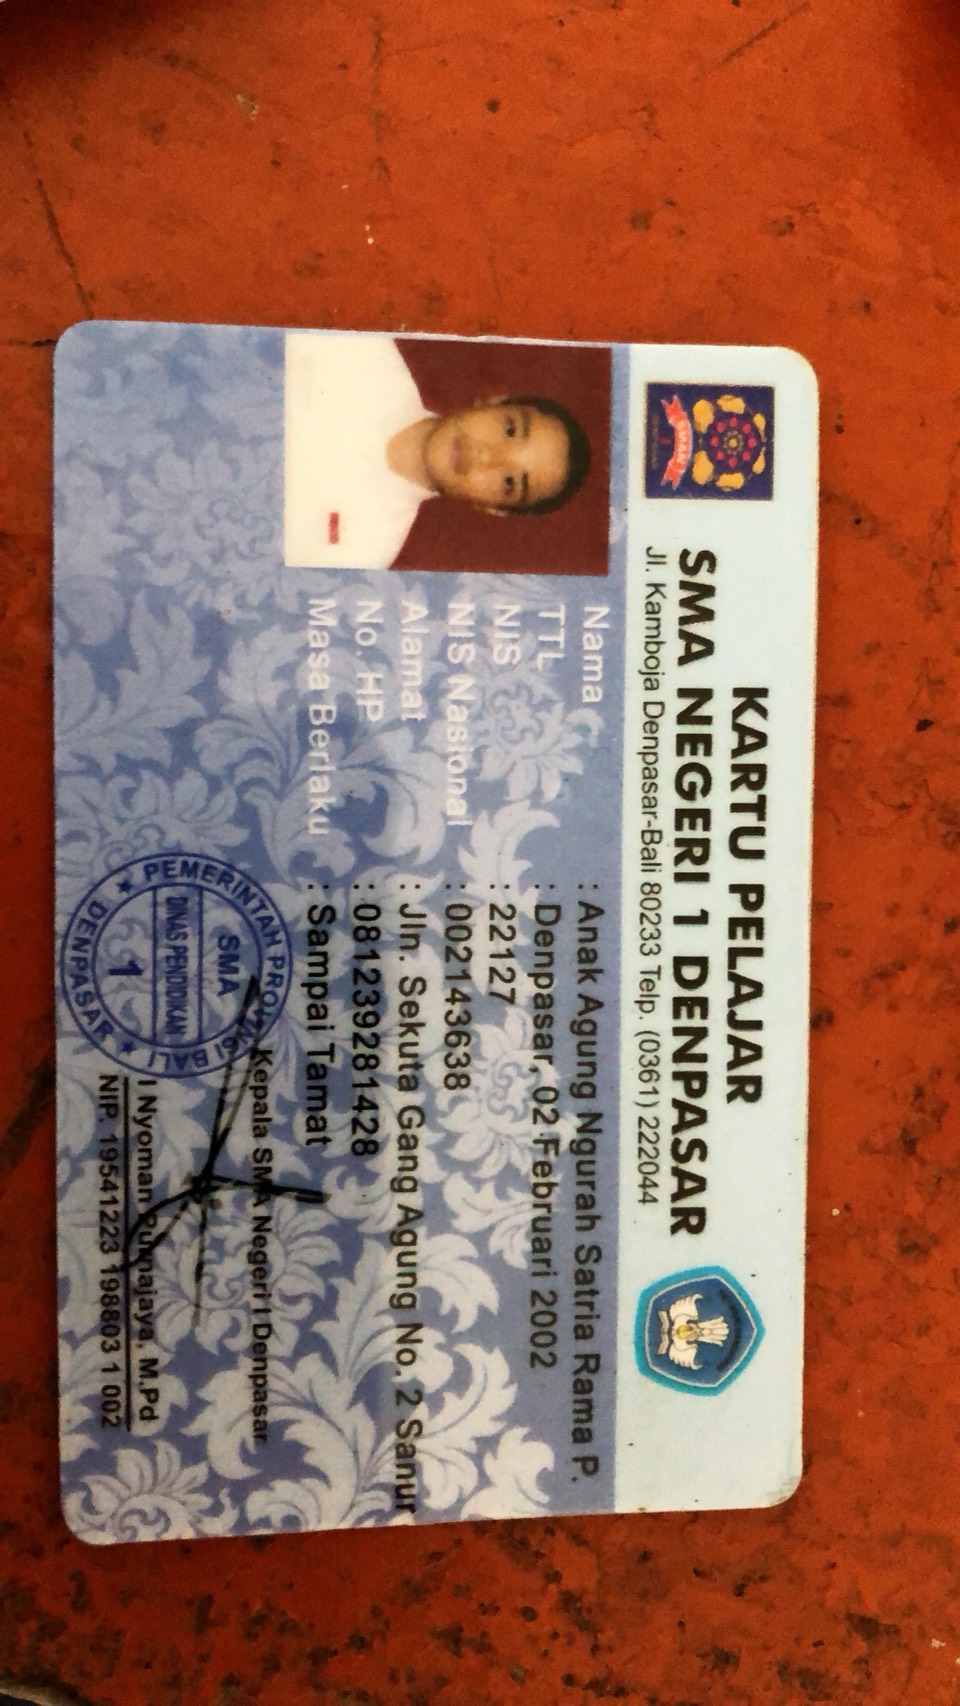 KARTU PELAJAR
SMA NEGERI 1 DENPASAR
Jl. Kamboja Denpasar-Bali 80233 Telp. (0361) 222044
Nama : Anak Agung Ngurah Satria Rama P.
TTL : Denpasar, 02 Februari 2002
NIS : 22127
NIS Nasional : 002143638
Alamat : Jln. Sekuta Gang Agung No. 2 Sanur
No. HP : 081239281428
Masa Berlaku : Sampai Tamat
Kepala SMA Negeri I Denpasar
PEMERINTAH PROVINSI BALI
SMA
DINAS PENDIDIKAN
1
DENPASAR
I Nyoman Purnajaya, M.Pd
NIP. 19541223 198803 1 002